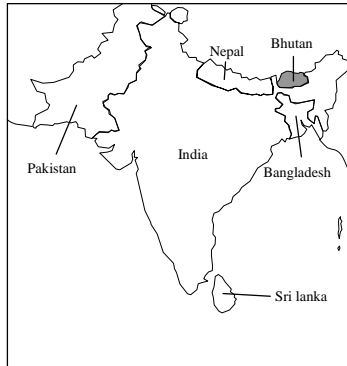 Bhutan
Nepal
India
Pakistan
Bangladesh
Sri lanka